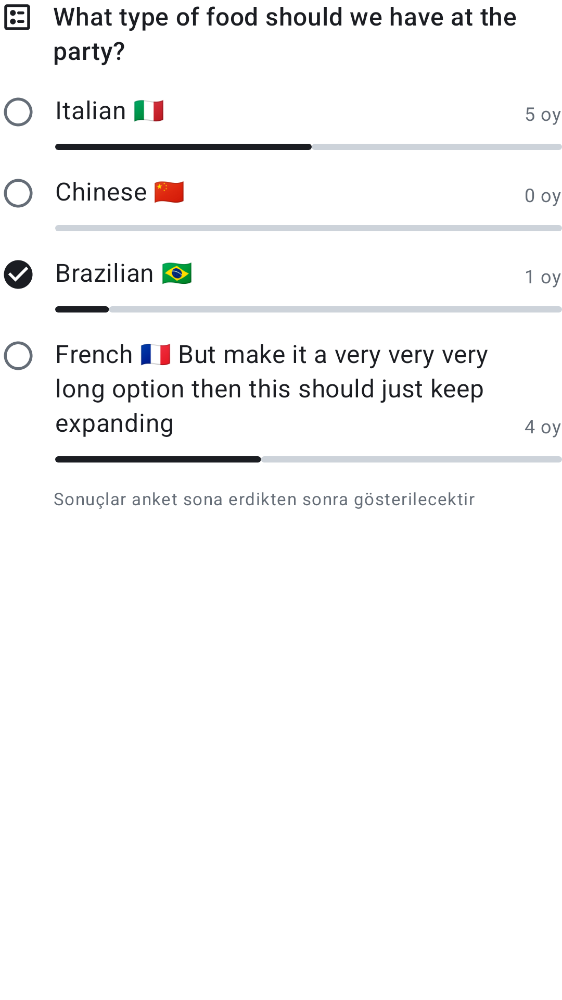 What type of food should we have at the
party?
Italian 🇮🇹
5 oy
Chinese 🇨🇳
0 oy
Brazilian 🇧🇷
1 oy
French 🇫🇷 But make it a very very very
long option then this should just keep
expanding
4 oy
Sonuçlar anket sona erdikten sonra gösterilecektir